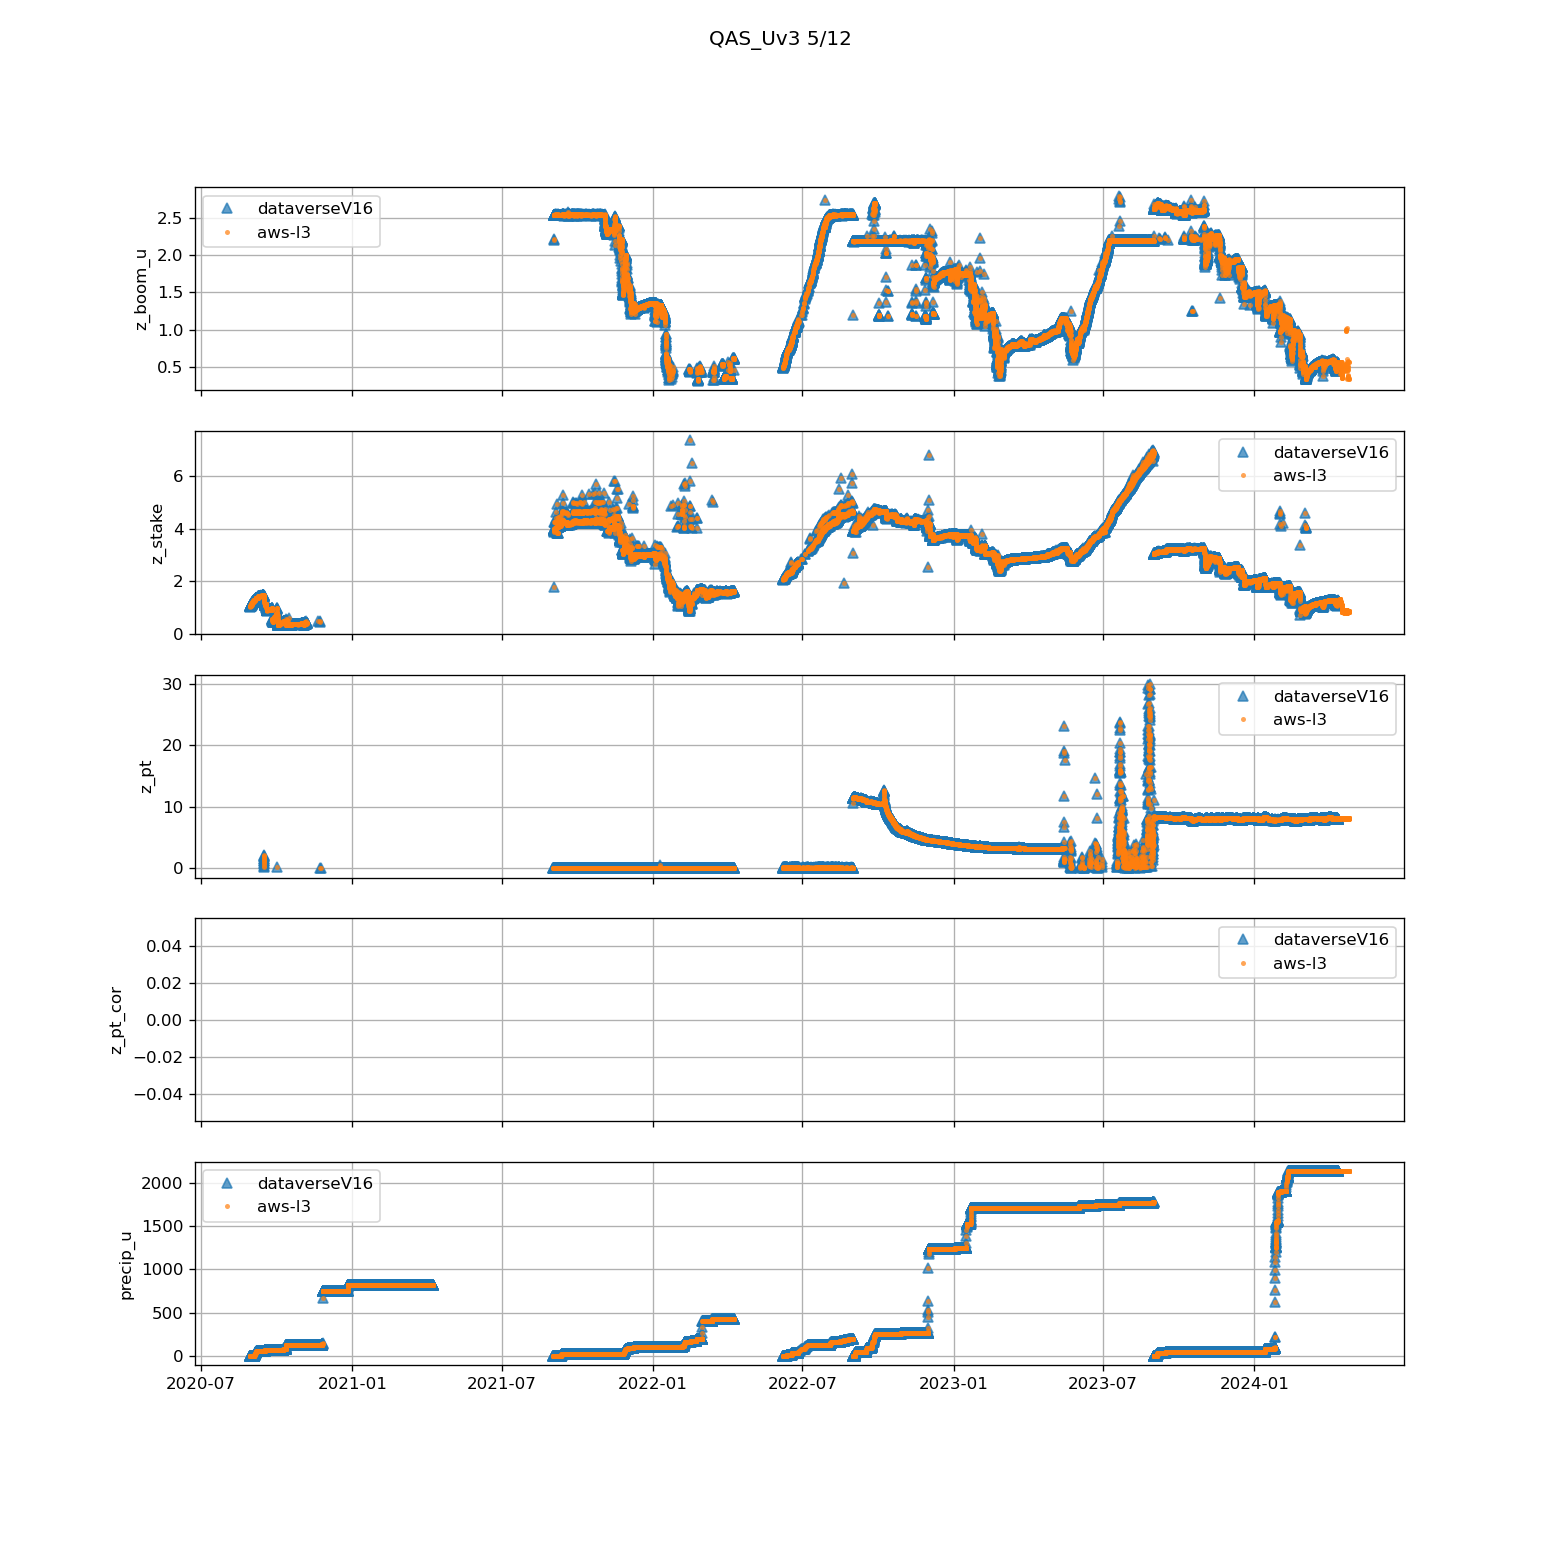 QAS_Uv3 5/12
z_boom_u
2.5
2.0
1.5
1.0
0.5
dataverseV16
aws-l3
z_stake
6
4
2
0
dataverseV16
aws-l3
z_pt
30
20
10
0
dataverseV16
aws-l3
z_pt_cor
0.04
0.02
0.00
−0.02
−0.04
dataverseV16
aws-l3
precip_u
2000
1500
1000
500
0
dataverseV16
aws-l3
2020-07 2021-01 2021-07 2022-01 2022-07 2023-01 2023-07 2024-01